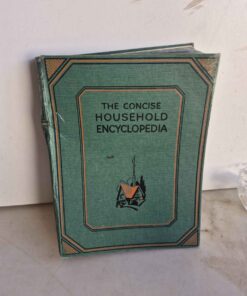 THE CONCISE
HOUSEHOLD
ENCYCLOPEDIA